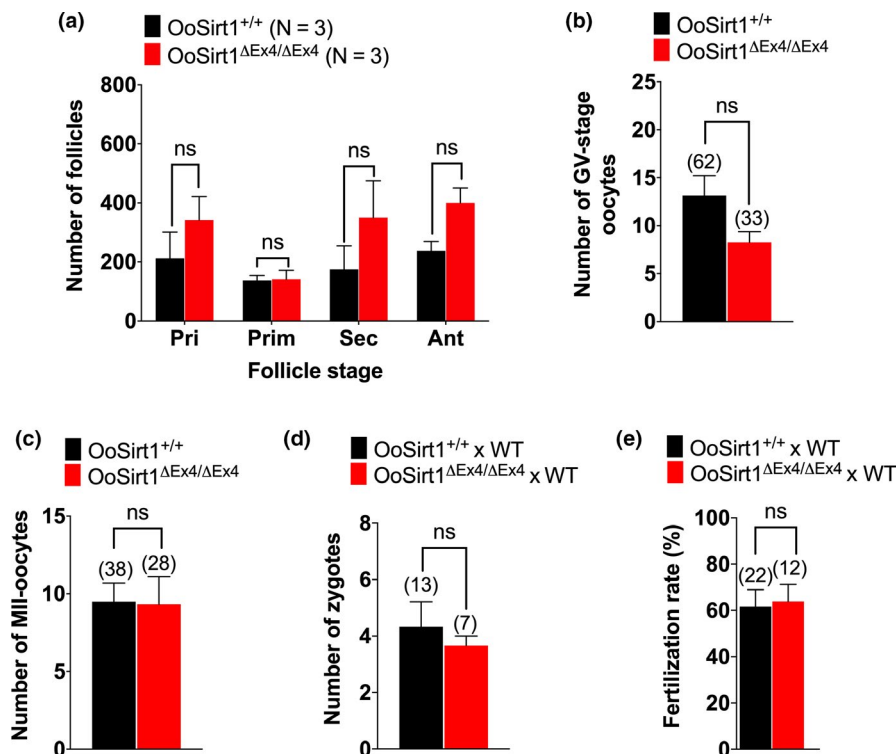 (a)
OoSirt1+/+ (N = 3)
OoSirt1ΔEx4/ΔEx4 (N = 3)
Number of follicles
800
600
400
200
0
ns
ns
ns
ns
Pri Prim Sec Ant
Follicle stage
(b)
OoSirt1+/+
OoSirt1ΔEx4/ΔEx4
Number of GV-stage
oocytes
25
20
15
10
5
0
ns
(62)
(33)
(c)
OoSirt1+/+
OoSirt1ΔEx4/ΔEx4
Number of MII-oocytes
15
10
5
0
ns
(38) (28)
(d)
OoSirt1+/+ x WT
OoSirt1ΔEx4/ΔEx4 x WT
Number of zygotes
8
6
4
2
0
ns
(13)
(7)
(e)
OoSirt1+/+ x WT
OoSirt1ΔEx4/ΔEx4 x WT
Fertilization rate (%)
100
80
60
40
20
0
ns
(22) (12)